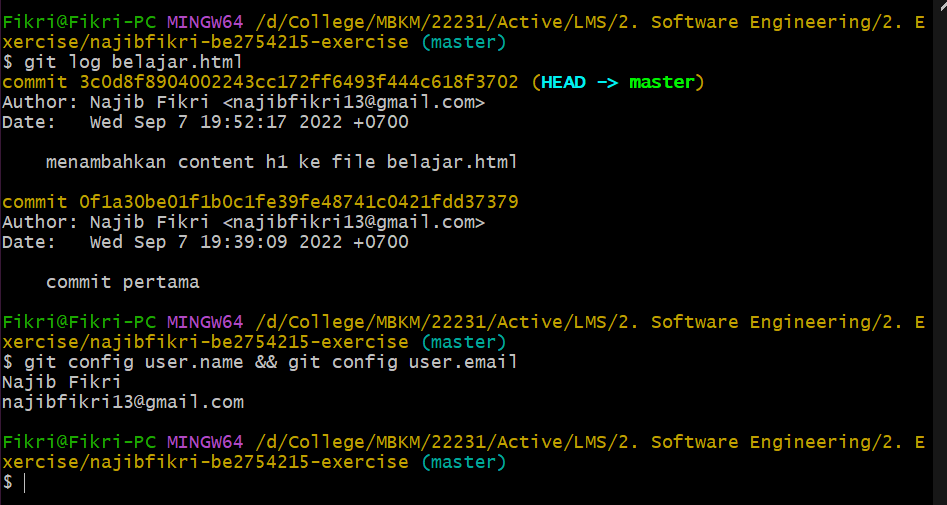 Fikri@Fikri-PC MINGW64 /d/College/MBKM/22231/Active/LMS/2. Software Engineering/2. E
xercise/najibfikri-be2754215-exercise (master)
$ git log belajar.html
commit 3c0d8f8904002243cc172ff6493f444c618f3702 (HEAD -> master)
Author: Najib Fikri <najibfikri13@gmail.com>
Date:   Wed Sep 7 19:52:17 2022 +0700
    menambahkan content h1 ke file belajar.html
commit 0f1a30be01f1b0c1fe39fe48741c0421fdd37379
Author: Najib Fikri <najibfikri13@gmail.com>
Date:   Wed Sep 7 19:39:09 2022 +0700
    commit pertama
Fikri@Fikri-PC MINGW64 /d/College/MBKM/22231/Active/LMS/2. Software Engineering/2. E
xercise/najibfikri-be2754215-exercise (master)
$ git config user.name && git config user.email
Najib Fikri
najibfikri13@gmail.com
Fikri@Fikri-PC MINGW64 /d/College/MBKM/22231/Active/LMS/2. Software Engineering/2. E
xercise/najibfikri-be2754215-exercise (master)
$